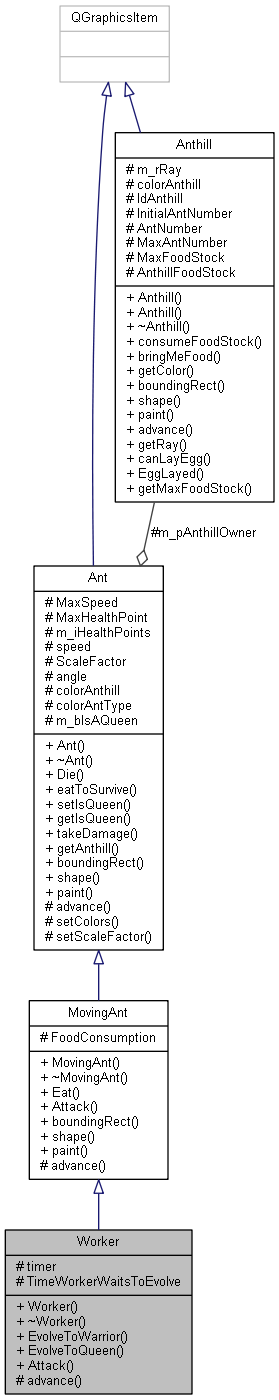 QGraphicsItem
Anthill
# m_rRay
# colorAnthill
# IdAnthill
# InitialAntNumber
# AntNumber
# MaxAntNumber
# MaxFoodStock
# AnthillFoodStock
+ Anthill()
+ Anthill()
+ ~Anthill()
+ consumeFoodStock()
+ bringMeFood()
+ getColor()
+ boundingRect()
+ shape()
+ paint()
+ advance()
+ getRay()
+ canLayEgg()
+ EggLayed()
+ getMaxFoodStock()
#m_pAnthillOwner
Ant
# MaxSpeed
# MaxHealthPoint
# m_iHealthPoints
# speed
# ScaleFactor
# angle
# colorAnthill
# colorAntType
# m_bIsAQueen
+ Ant()
+ ~Ant()
+ Die()
+ eatToSurvive()
+ setIsQueen()
+ getIsQueen()
+ takeDamage()
+ getAnthill()
+ boundingRect()
+ shape()
+ paint()
# advance()
# setColors()
# setScaleFactor()
MovingAnt
# FoodConsumption
+ MovingAnt()
+ ~MovingAnt()
+ Eat()
+ Attack()
+ boundingRect()
+ shape()
+ paint()
# advance()
Worker
# timer
# TimeWorkerWaitsToEvolve
+ Worker()
+ ~Worker()
+ EvolveToWarrior()
+ EvolveToQueen()
+ Attack()
# advance()